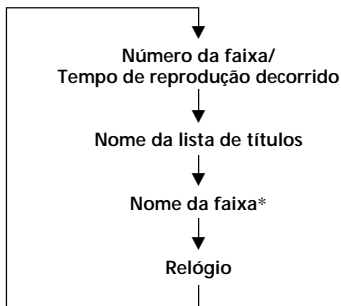 Número da faixa/
Tempo de reprodução decorrido
Nome da lista de títulos
Nome da faixa*
Relógio